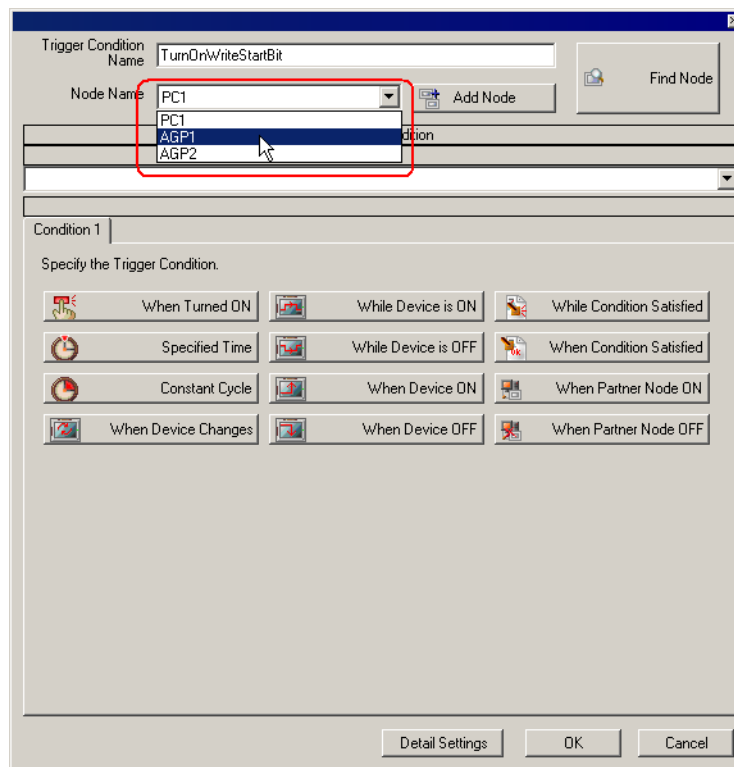 Trigger Condition
Name
TurnOnWriteStartBit
Find Node
Node Name
PC1
Add Node
PC1
AGP1
dition
AGP2
Condition 1
Specify the Trigger Condition.
When Turned ON
While Device is ON
While Condition Satisfied
Specified Time
While Device is OFF
When Condition Satisfied
Constant Cycle
When Device ON
When Partner Node ON
When Device Changes
When Device OFF
When Partner Node OFF
Detail Settings
OK
Cancel